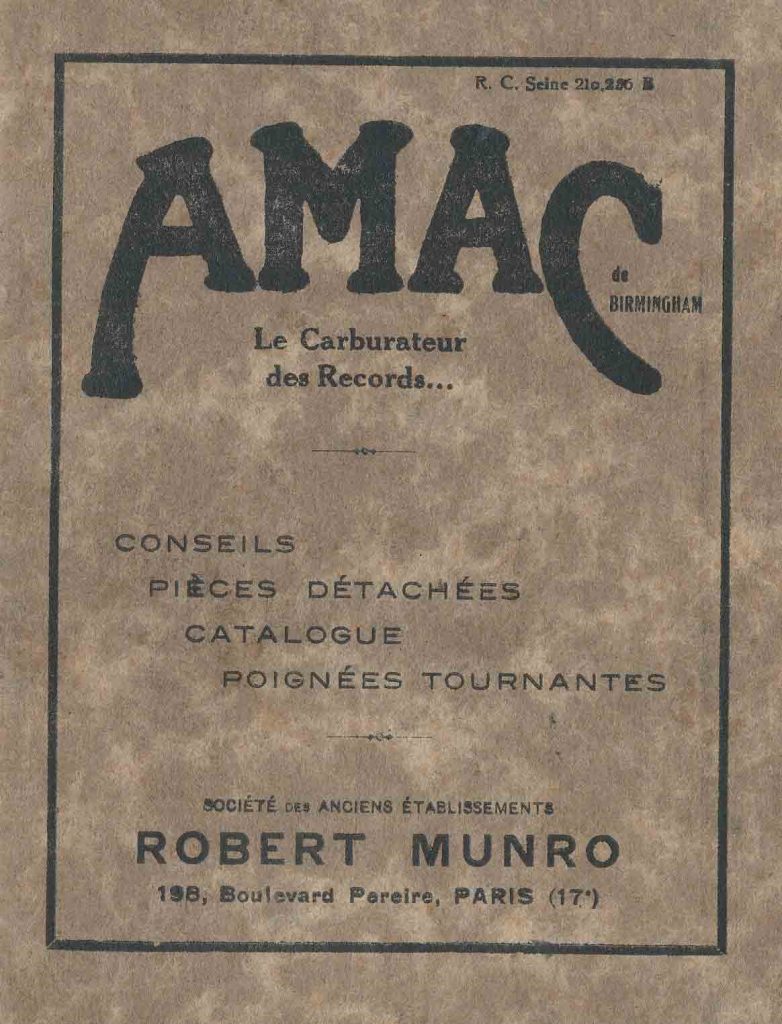 R. C. Seine 210,236 B
AMAC
de
BIRMINGHAM
Le Carburateur
des Records...
CONSEILS
PIÈCES DÉTACHÉES
CATALOGUE
POIGNÉES TOURNANTES
SOCIÉTÉ DES ANCIENS ÉTABLISSEMENTS
ROBERT MUNRO
198, Boulevard Pereire, PARIS (17e)